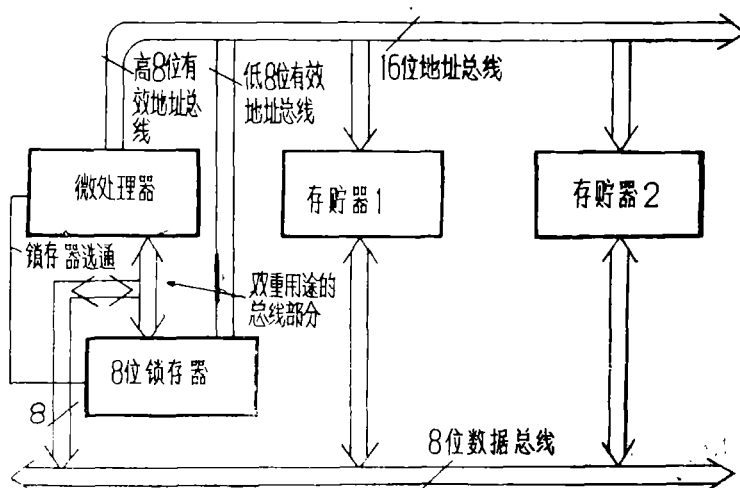 高8位有
效地址总
线
低8位有效
地址总线
16位地址总线
微处理器
存贮器1
存贮器2
锁存器选通
双重用途的
总线部分
8位锁存器
8
8位数据总线